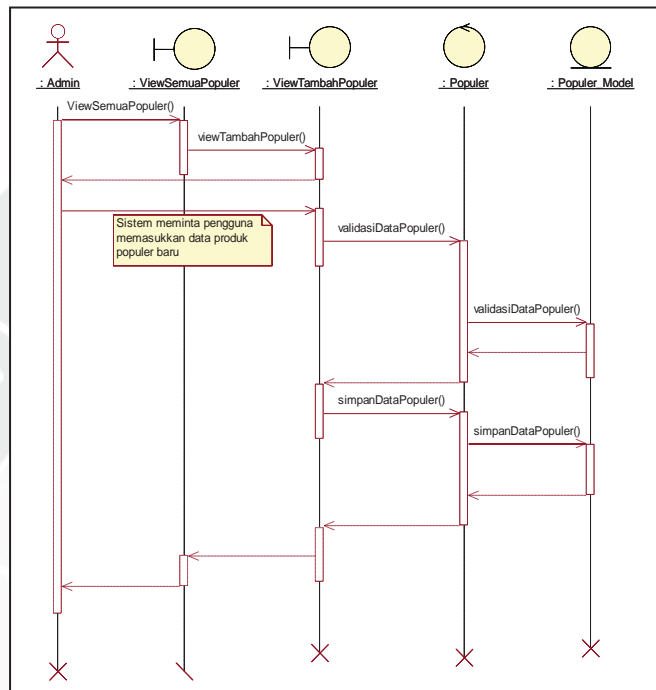 : Admin
: ViewSemuaPopuler
: ViewTambahPopuler
: Populer
: Populer_Model
ViewSemuaPopuler()
viewTambahPopuler()
Sistem meminta pengguna
memasukkan data produk
populer baru
validasiDataPopuler()
validasiDataPopuler()
simpanDataPopuler()
simpanDataPopuler()